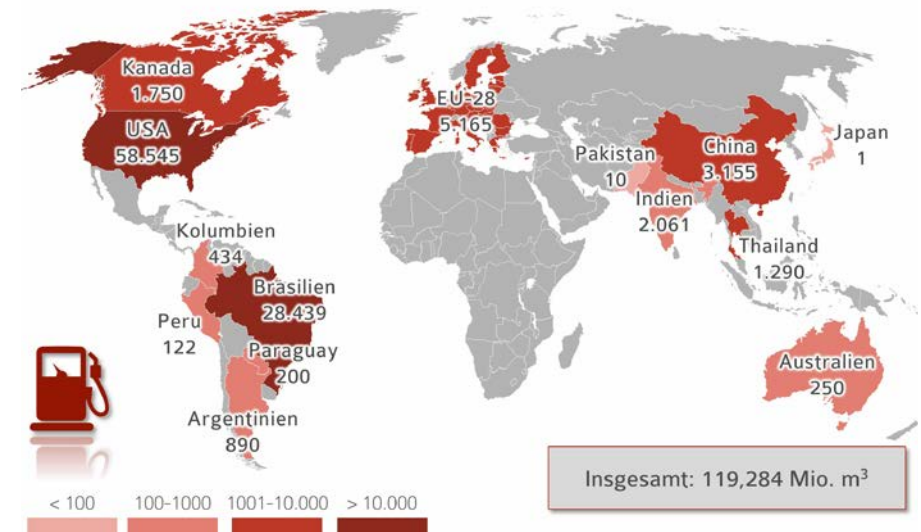 Kanada
1.750
USA
58.545
EU-28
5.165
China
3.155
Japan
1
Pakistan
10
Indien
2.061
Thailand
1.290
Kolumbien
434
Brasilien
28.439
Peru
122
Paraguay
200
Argentinien
890
Australien
250
Insgesamt: 119,284 Mio. m³
< 100 100-1000 1001-10.000 > 10.000